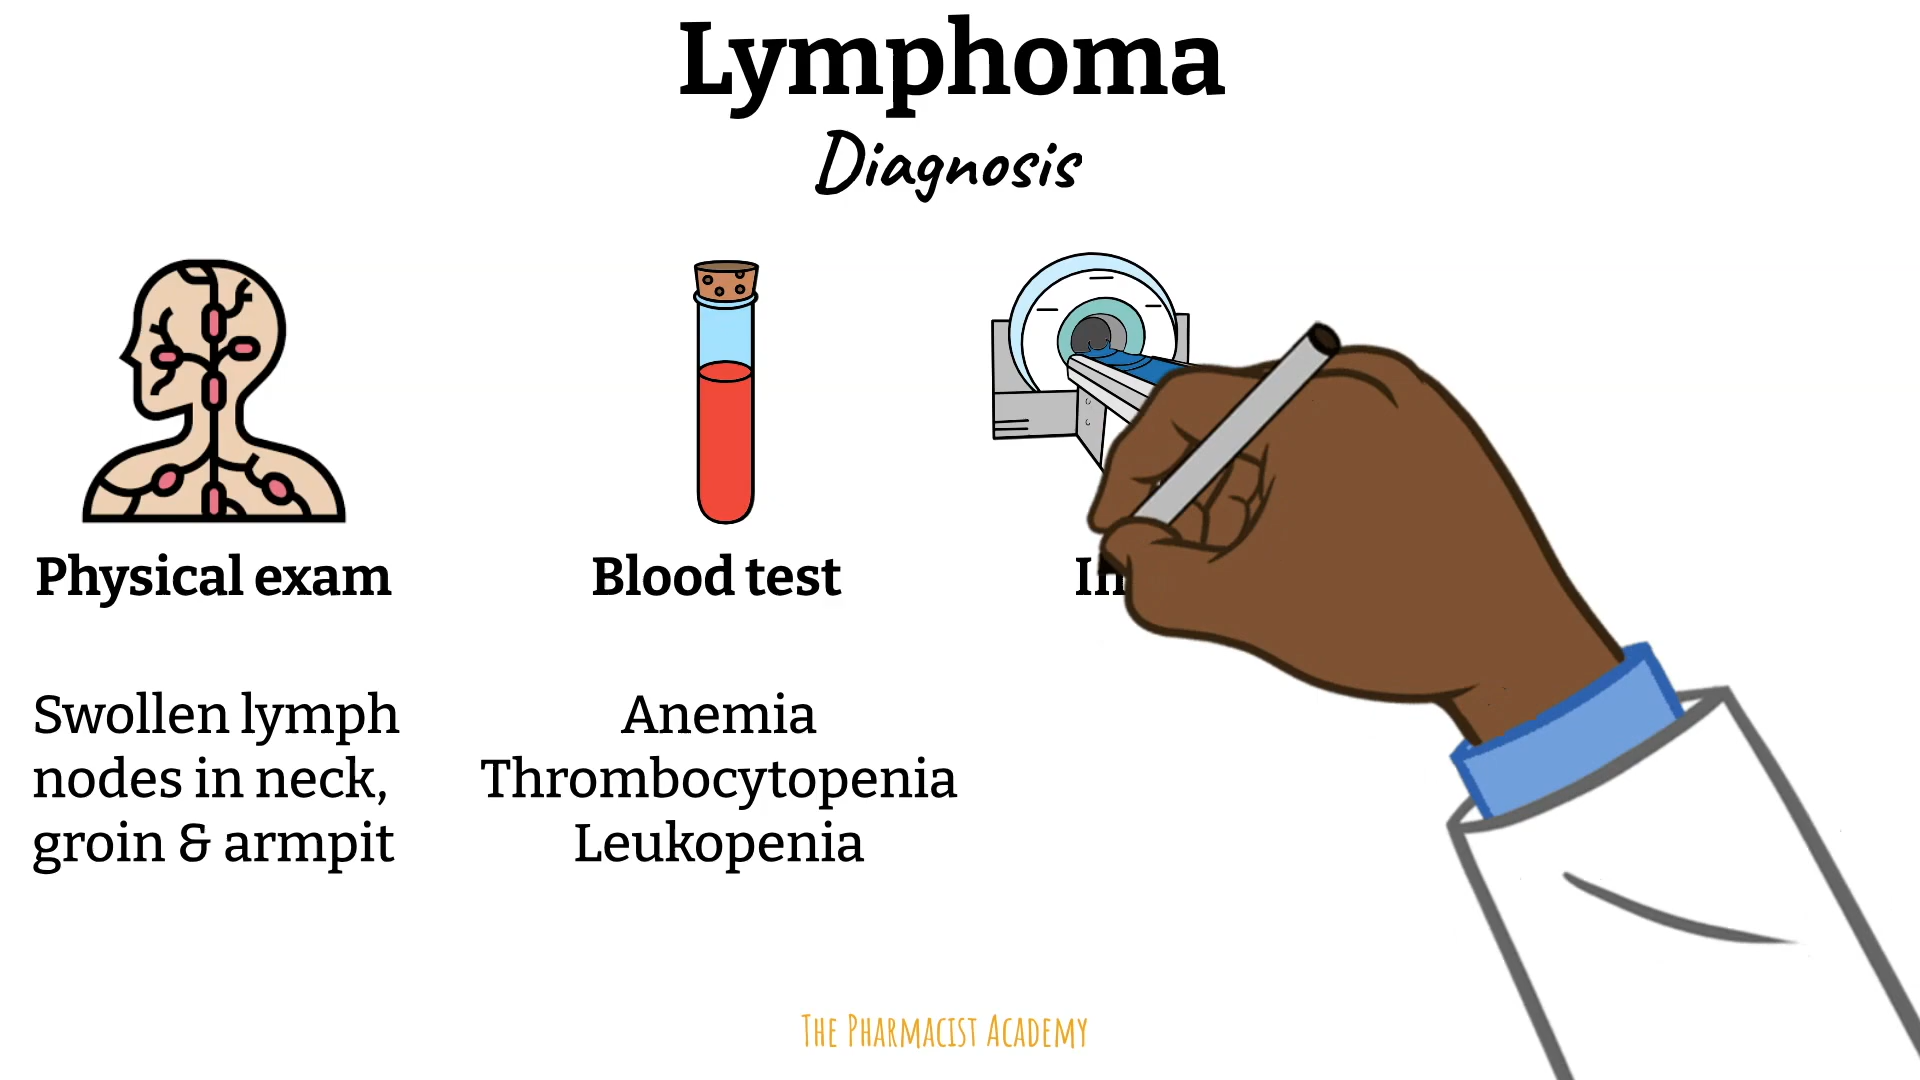 Lymphoma
Diagnosis
Physical exam
Blood test
Swollen lymph
nodes in neck,
groin & armpit
Anemia
Thrombocytopenia
Leukopenia
The Pharmacist Academy